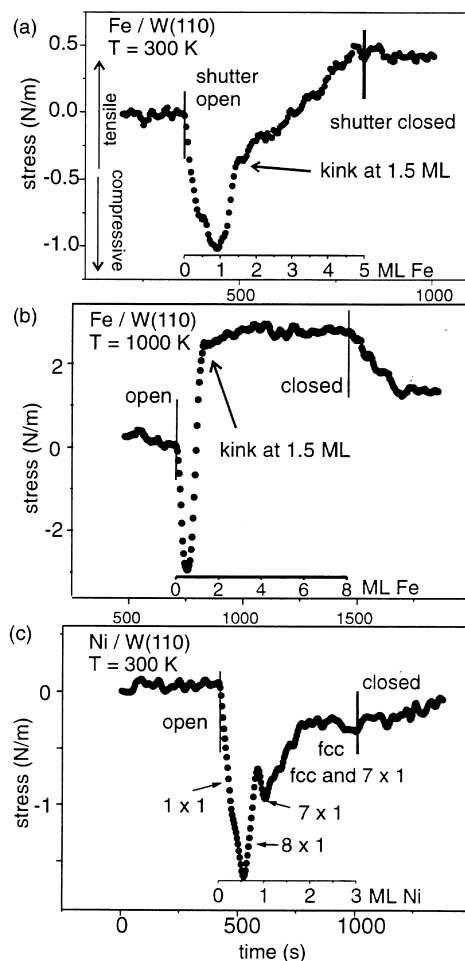 (a) Fe / W(110)
T = 300 K
0.5
0.0
-0.5
-1.0
stress (N/m)
tensile
compressive
shutter
open
shutter closed
kink at 1.5 ML
0 1 2 3 4 5 ML Fe
500 1000
(b) Fe / W(110)
T = 1000 K
2
0
-2
stress (N/m)
open
closed
kink at 1.5 ML
0 2 4 6 8 ML Fe
500 1000 1500
(c) Ni / W(110)
T = 300 K
0
-1
stress (N/m)
open
closed
fcc
fcc and 7 x 1
1 x 1
7 x 1
8 x 1
0 1 2 3 ML Ni
0 500 1000
time (s)